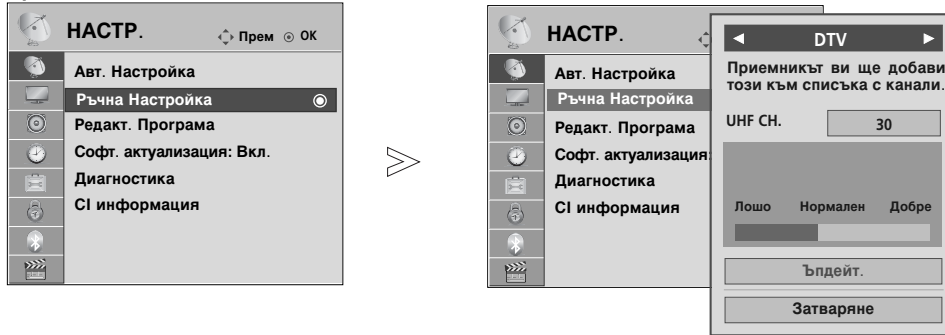 НАСТР.
Прем ОК
Авт. Настройка
Ръчна Настройка
Редакт. Програма
Софт. актуализация: Вкл.
Диагностика
CI информация
НАСТР.
Авт. Настройка
Ръчна Настройка
Редакт. Програма
Софт. актуализация:
Диагностика
CI информация
DTV
Приемникът ви ще добави
този към списъка с канали.
UHF CH. 30
Лошо Нормален Добре
Ъпдейт.
Затваряне